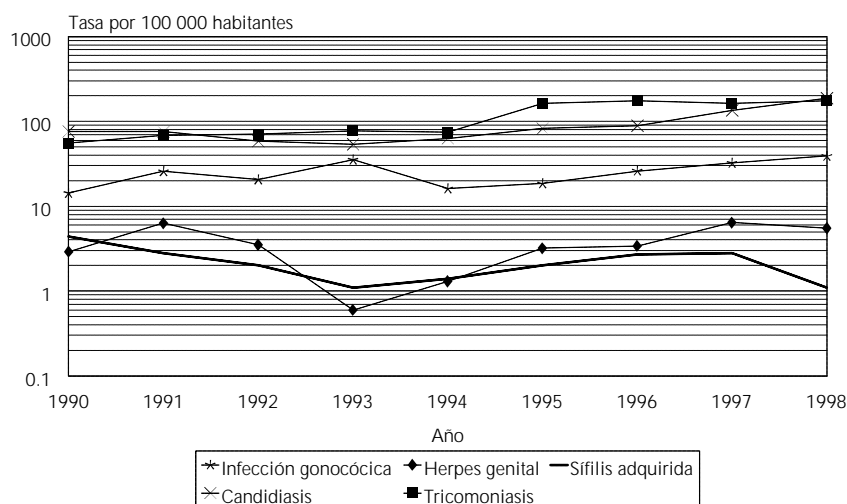 Tasa por 100 000 habitantes
1000
100
10
1
0.1
1990 1991 1992 1993 1994 1995 1996 1997 1998
Año
Infección gonocócica Herpes genital Sífilis adquirida
Candidiasis Tricomoniasis